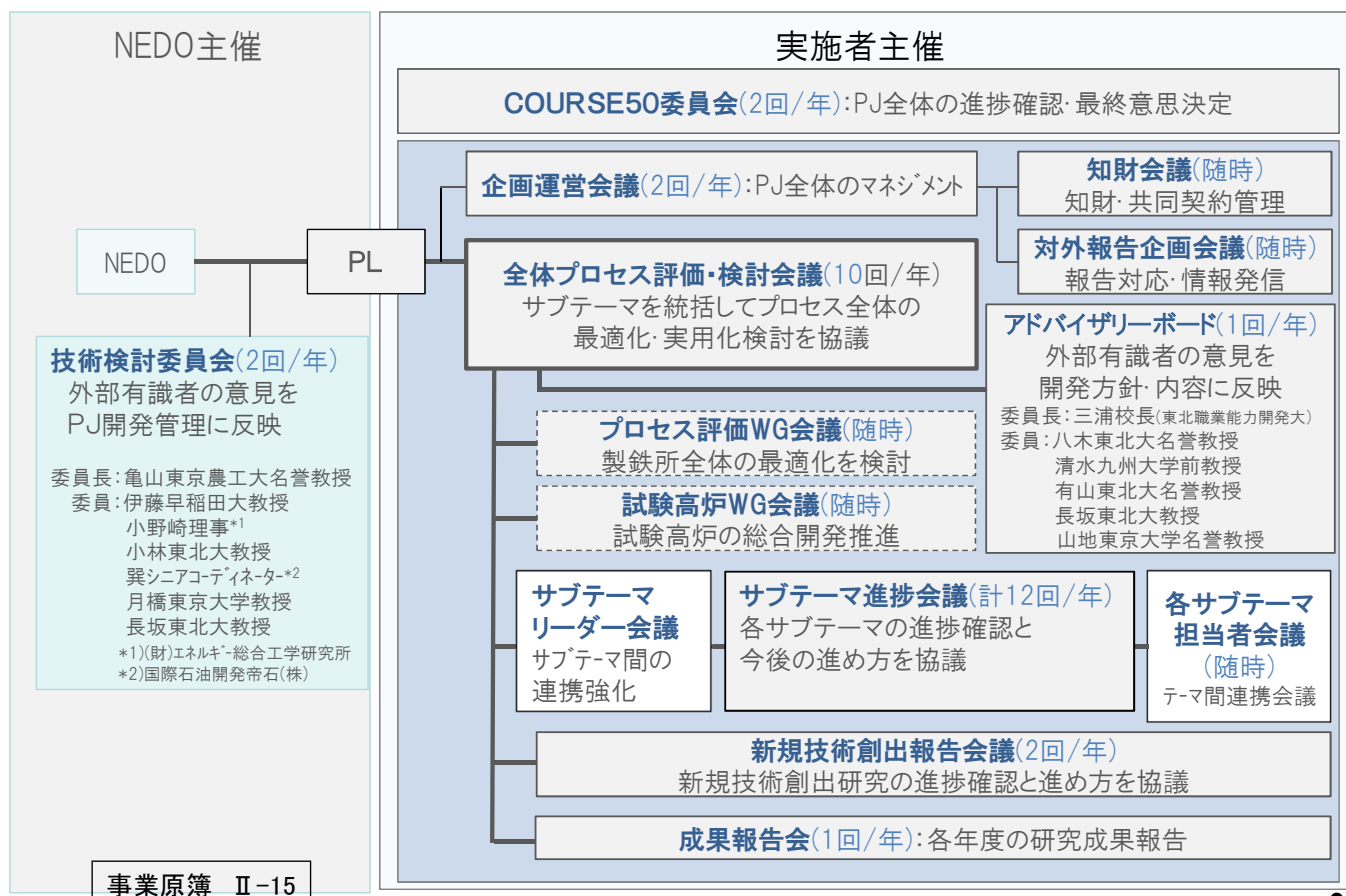 NEDO主催
NEDO
PL
技術検討委員会(2回/年)
外部有識者の意見を
PJ開発管理に反映
委員長：亀山東京農工大名誉教授
委員：伊藤早稲田大教授
小野崎理事*1
小林東北大教授
巽シニアコーディネーター*2
月橋東京大学教授
長坂東北大教授
*1)(財)エネルギー総合工学研究所
*2)国際石油開発帝石(株)
事業原簿 Ⅱ-15
実施者主催
COURSE50委員会(2回/年)：PJ全体の進捗確認・最終意思決定
企画運営会議(2回/年)：PJ全体のマネジメント
知財会議(随時)
知財・共同契約管理
対外報告企画会議(随時)
報告対応・情報発信
全体プロセス評価・検討会議(10回/年)
サブテーマを統括してプロセス全体の
最適化・実用化検討を協議
アドバイザリーボード(1回/年)
外部有識者の意見を
開発方針・内容に反映
委員長：三浦校長(東北職業能力開発大)
委員：八木東北大名誉教授
清水九州大学前教授
有山東北大名誉教授
長坂東北大教授
山地東京大学名誉教授
プロセス評価WG会議(随時)
製鉄所全体の最適化を検討
試験高炉WG会議(随時)
試験高炉の総合開発推進
サブテーマ
リーダー会議
サブテーマ間の
連携強化
サブテーマ進捗会議(計12回/年)
各サブテーマの進捗確認と
今後の進め方を協議
各サブテーマ
担当者会議
(随時)
テーマ間連携会議
新規技術創出報告会議(2回/年)
新規技術創出研究の進捗確認と進め方を協議
成果報告会(1回/年)：各年度の研究成果報告